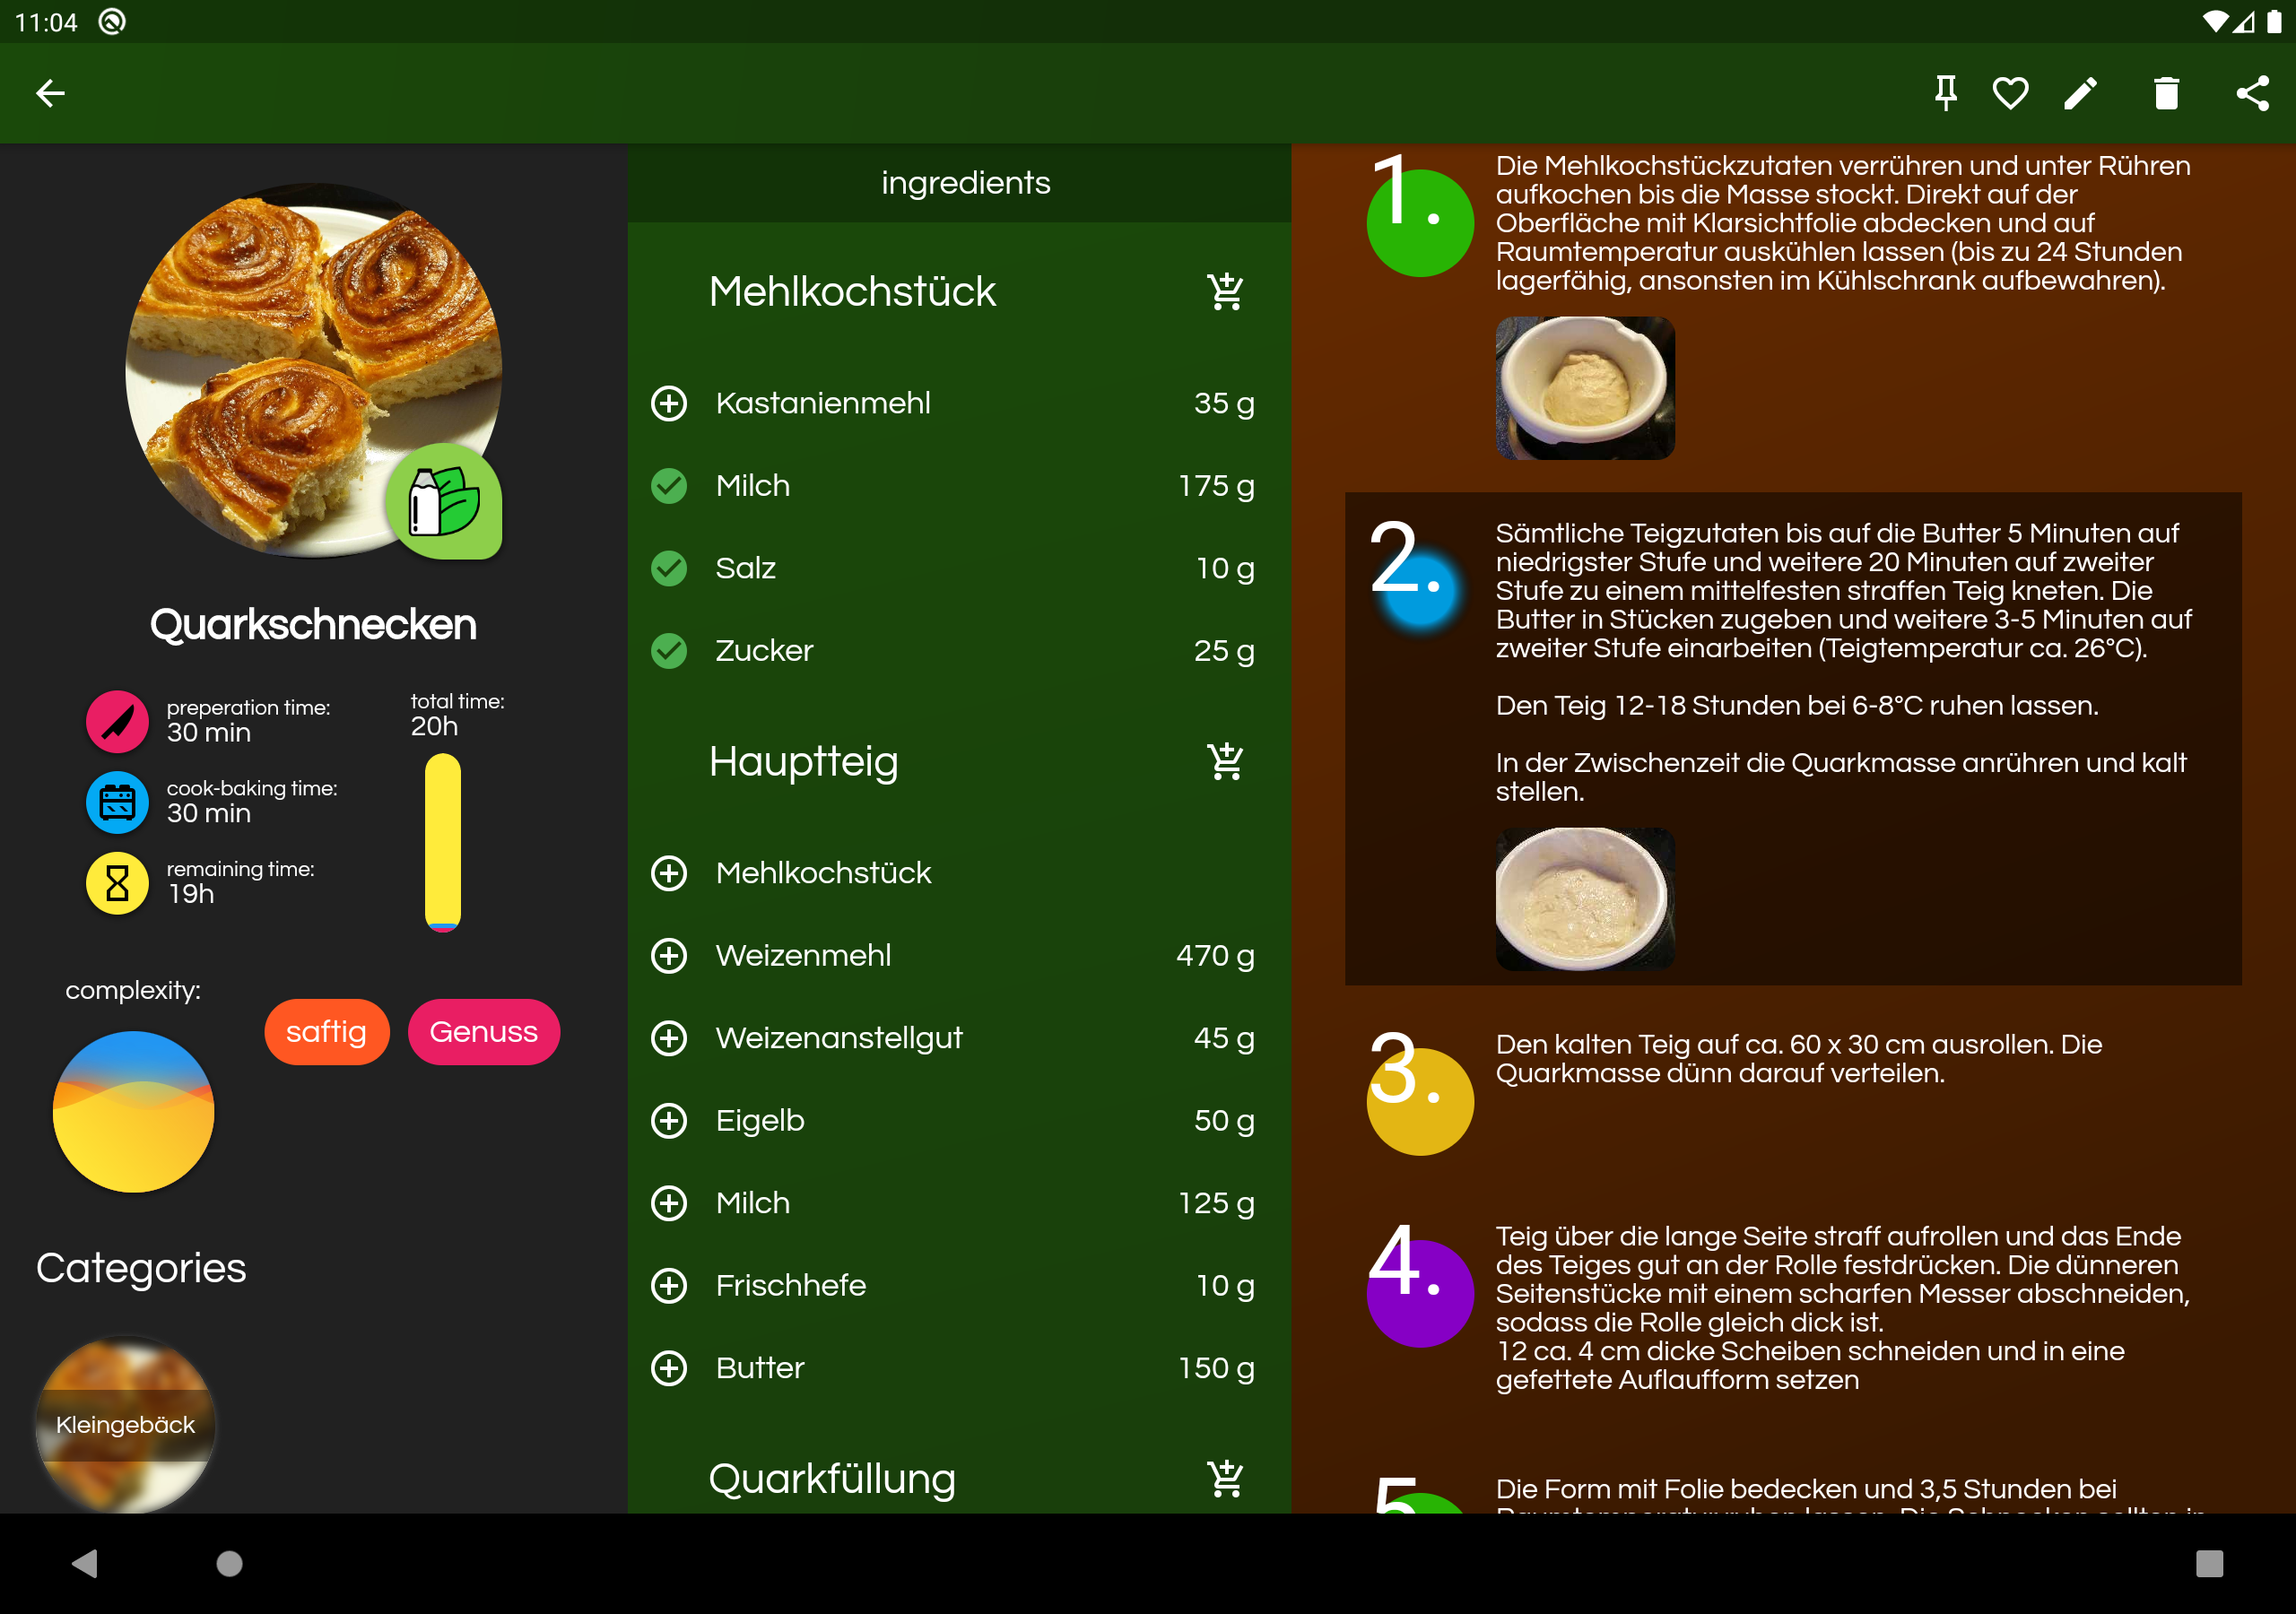 11:04
Quarkschnecken
preperation time:
30 min
cook-baking time:
30 min
remaining time:
19h
total time:
20h
complexity:
saftig
Genuss
Categories
Kleingebäck
ingredients
Mehlkochstück
Kastanienmehl 35 g
Milch 175 g
Salz 10 g
Zucker 25 g
Hauptteig
Mehlkochstück
Weizenmehl 470 g
Weizenanstellgut 45 g
Eigelb 50 g
Milch 125 g
Frischhefe 10 g
Butter 150 g
Quarkfüllung
1.
Die Mehlkochstückzutaten verrühren und unter Rühren
aufkochen bis die Masse stockt. Direkt auf der
Oberfläche mit Klarsichtfolie abdecken und auf
Raumtemperatur auskühlen lassen (bis zu 24 Stunden
lagerfähig, ansonsten im Kühlschrank aufbewahren).
2.
Sämtliche Teigzutaten bis auf die Butter 5 Minuten auf
niedrigster Stufe und weitere 20 Minuten auf zweiter
Stufe zu einem mittelfesten straffen Teig kneten. Die
Butter in Stücken zugeben und weitere 3-5 Minuten auf
zweiter Stufe einarbeiten (Teigtemperatur ca. 26°C).
Den Teig 12-18 Stunden bei 6-8°C ruhen lassen.
In der Zwischenzeit die Quarkmasse anrühren und kalt
stellen.
3.
Den kalten Teig auf ca. 60 x 30 cm ausrollen. Die
Quarkmasse dünn darauf verteilen.
4.
Teig über die lange Seite straff aufrollen und das Ende
des Teiges gut an der Rolle festdrücken. Die dünneren
Seitenstücke mit einem scharfen Messer abschneiden,
sodass die Rolle gleich dick ist.
12 ca. 4 cm dicke Scheiben schneiden und in eine
gefettete Auflaufform setzen
5
Die Form mit Folie bedecken und 3,5 Stunden bei